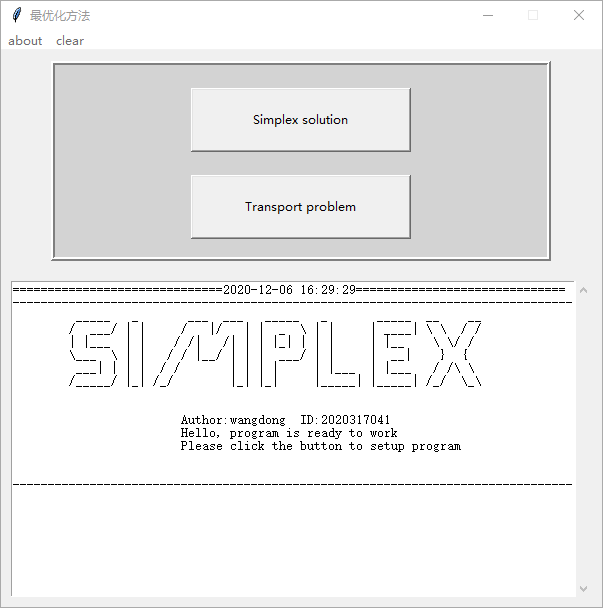 最优化方法
about clear
Simplex solution
Transport problem
==============================2020-12-06 16:29:29==============================
SIMPLEX
Author:wangdong  ID:2020317041
Hello, program is ready to work
Please click the button to setup program